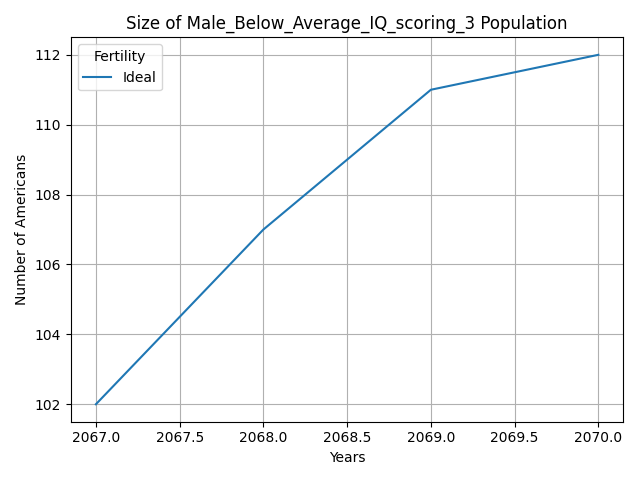 Size of Male_Below_Average_IQ_scoring_3 Population
Fertility
Ideal
Number of Americans
112
110
108
106
104
102
2067.0 2067.5 2068.0 2068.5 2069.0 2069.5 2070.0
Years